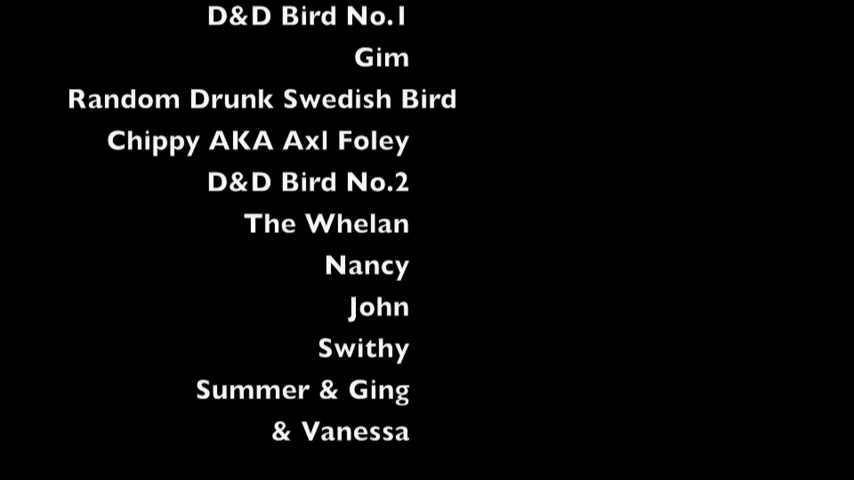 D&D Bird No.1
Gim
Random Drunk Swedish Bird
Chippy AKA Axl Foley
D&D Bird No.2
The Whelan
Nancy
John
Swithy
Summer & Ging
& Vanessa